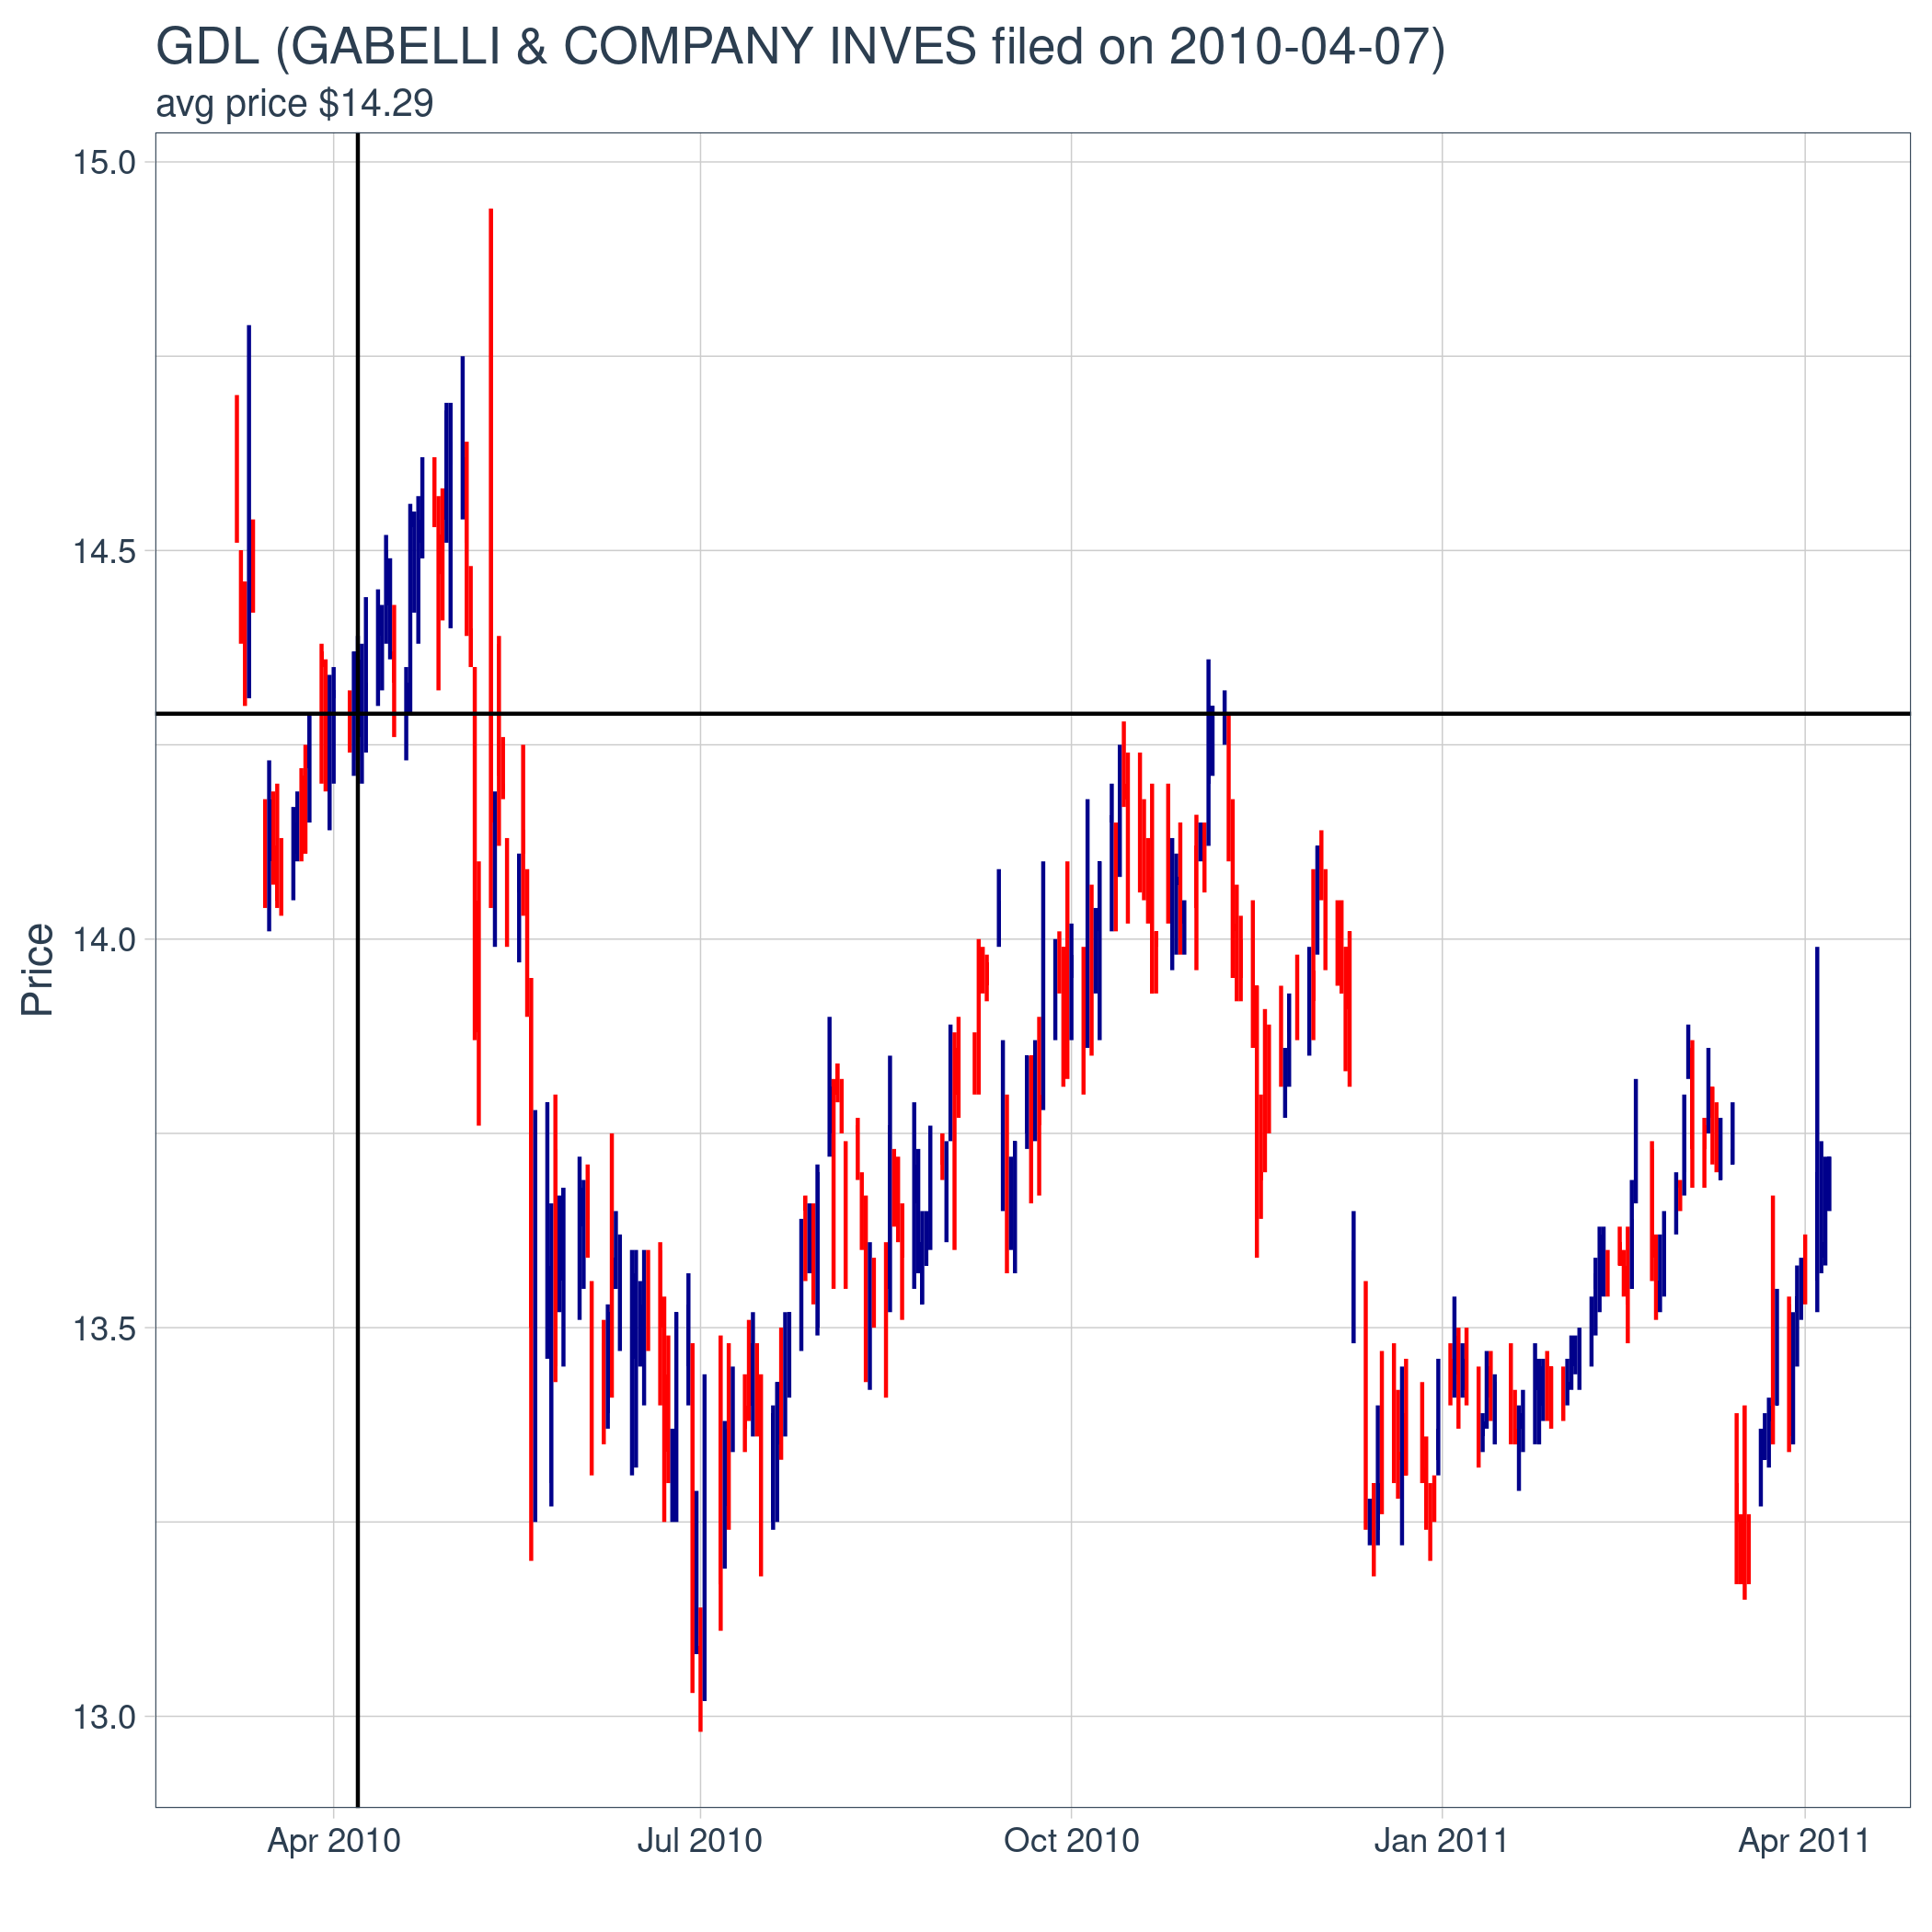 GDL (GABELLI & COMPANY INVES filed on 2010-04-07)
avg price $14.29
15.0
14.5
14.0
13.5
13.0
Price
Apr 2010
Jul 2010
Oct 2010
Jan 2011
Apr 2011